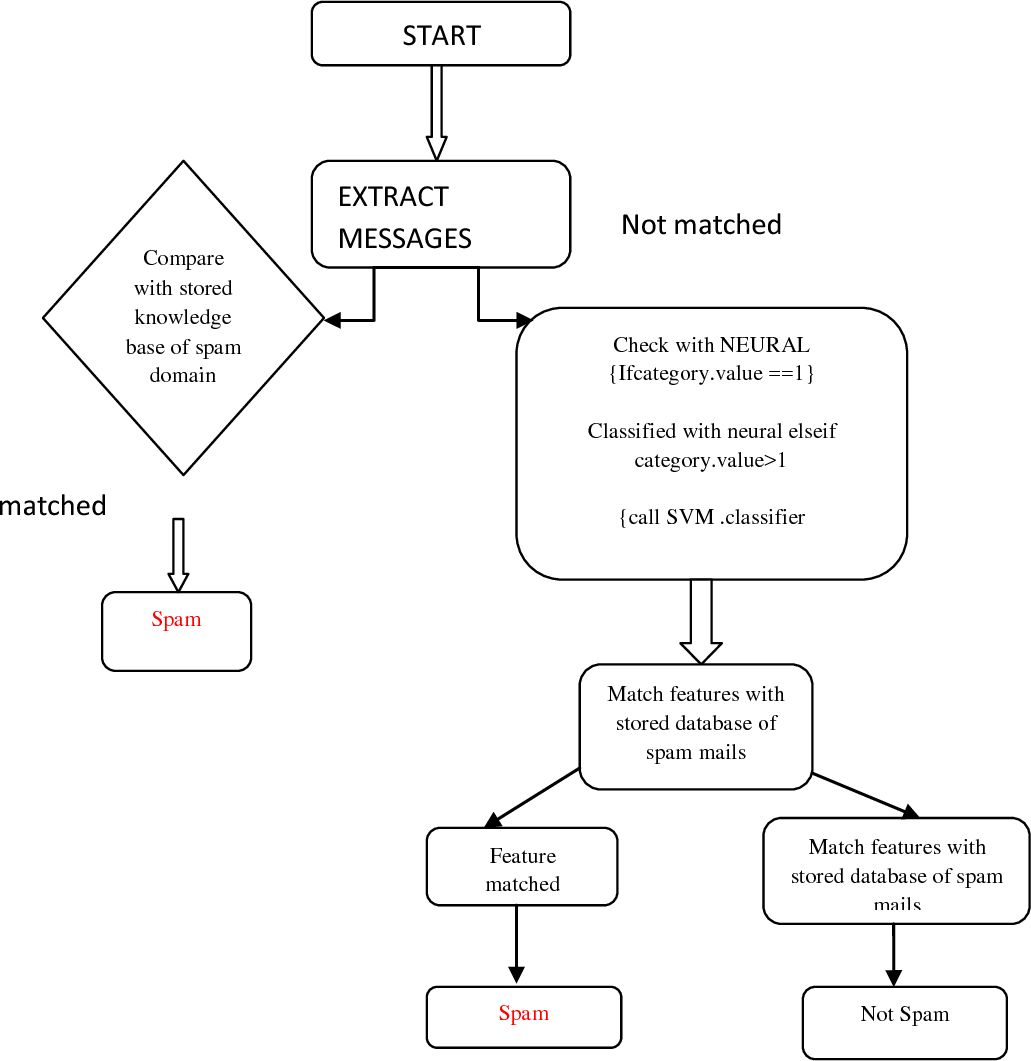 START
EXTRACT
MESSAGES
Not matched
Compare
with stored
knowledge
base of spam
domain
Check with NEURAL
{Ifcategory.value ==1}
Classified with neural elseif
category.value>1
{call SVM .classifier
matched
Spam
Match features with
stored database of
spam mails
Feature
matched
Match features with
stored database of spam
mails
Spam
Not Spam